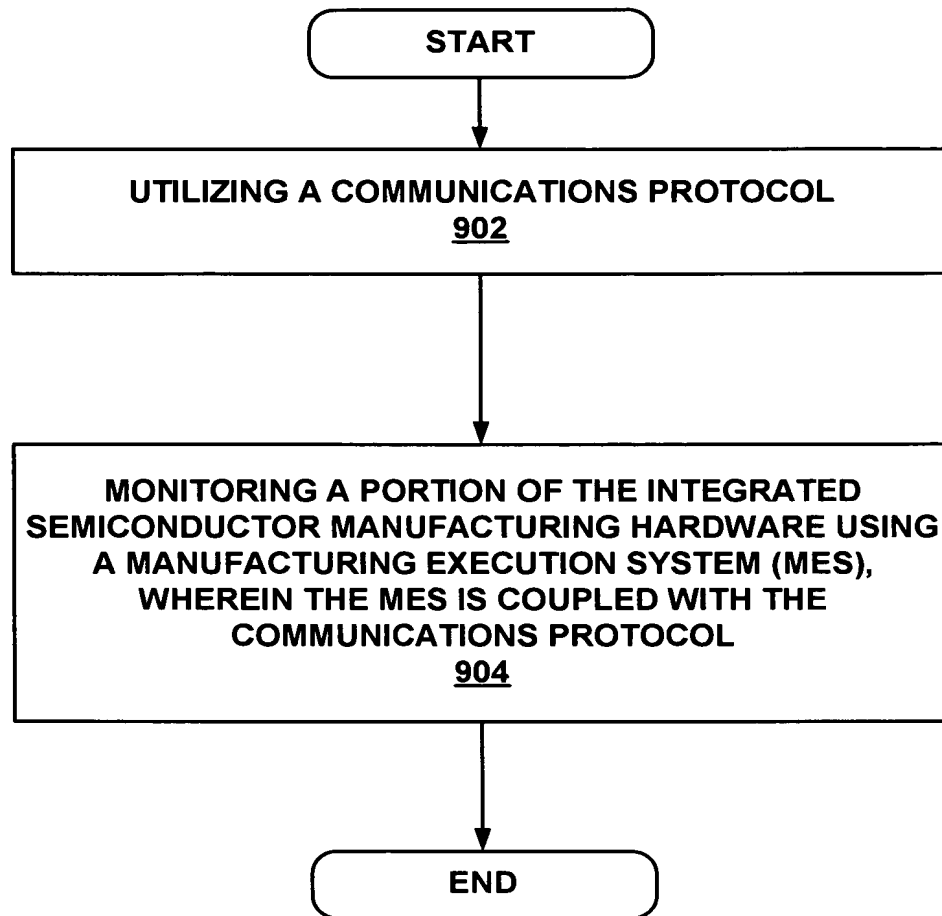 START
UTILIZING A COMMUNICATIONS PROTOCOL
902
MONITORING A PORTION OF THE INTEGRATED
SEMICONDUCTOR MANUFACTURING HARDWARE USING
A MANUFACTURING EXECUTION SYSTEM (MES),
WHEREIN THE MES IS COUPLED WITH THE
COMMUNICATIONS PROTOCOL
904
END